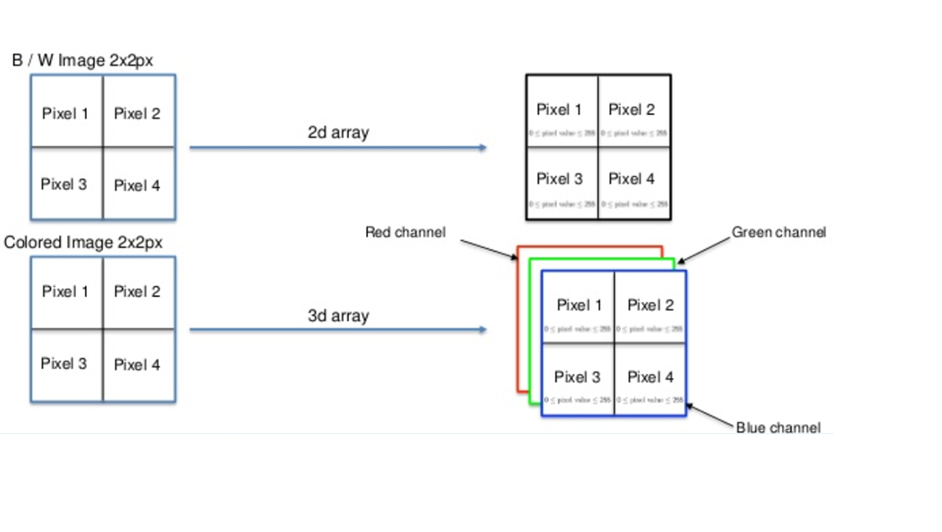 B / W Image 2x2px
Pixel 1 Pixel 2
Pixel 3 Pixel 4
2d array
Pixel 1 Pixel 2
0 ≤ pixel value ≤ 255 0 ≤ pixel value ≤ 255
Pixel 3 Pixel 4
0 ≤ pixel value ≤ 255 0 ≤ pixel value ≤ 255
Colored Image 2x2px
Pixel 1 Pixel 2
Pixel 3 Pixel 4
3d array
Red channel
Green channel
Pixel 1 Pixel 2
0 ≤ pixel value ≤ 255 0 ≤ pixel value ≤ 255
Pixel 3 Pixel 4
0 ≤ pixel value ≤ 255 0 ≤ pixel value ≤ 255
Blue channel